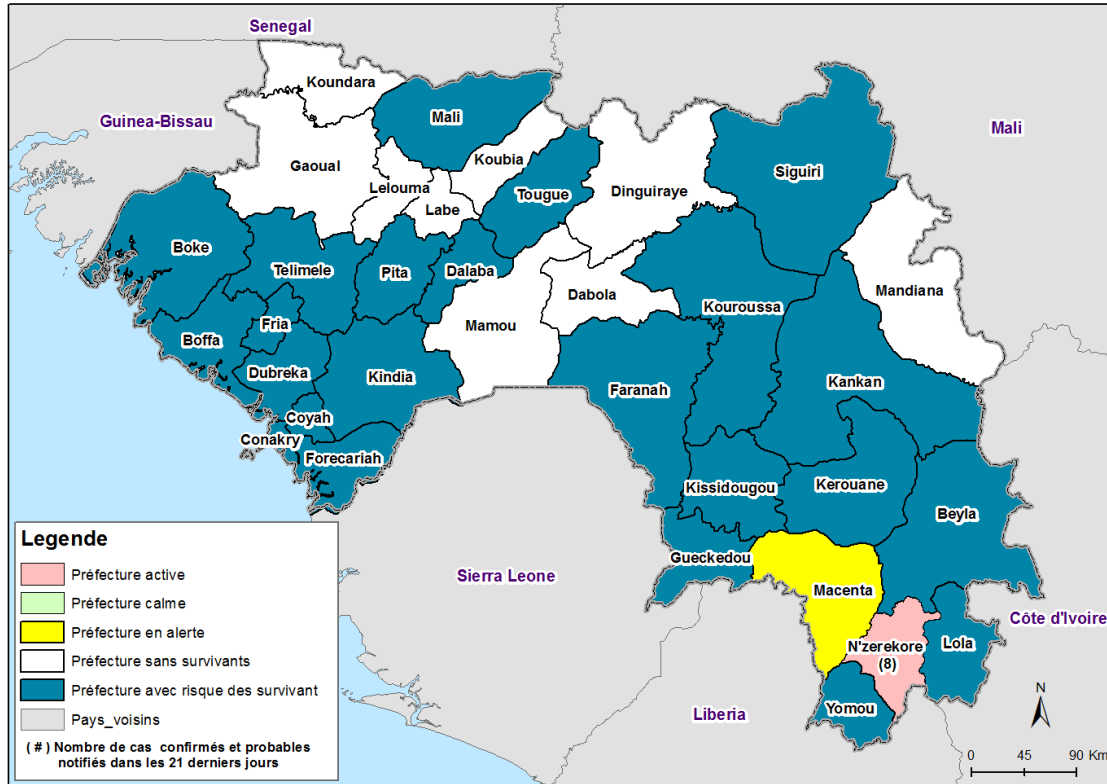 Senegal
Koundara
Mali
Guinea-Bissau
Mali
Koubia
Gaoual
Lelouma
Siguiri
Tougue
Dinguiraye
Labe
Boke
Telimele
Pita
Dalaba
Mandiana
Dabola
Kouroussa
Fria
Mamou
Boffa
Dubreka
Kindia
Faranah
Kankan
Coyah
Conakry
Forecariah
Kissidougou
Kerouane
Beyla
Gueckedou
Sierra Leone
Macenta
Côte d'Ivoire
N'zerekore
(8)
Lola
Yomou
Liberia
Legende
Préfecture active
Préfecture calme
Préfecture en alerte
Préfecture sans survivants
Préfecture avec risque des survivant
Pays_voisins
( # ) Nombre de cas confirmés et probables
notifiés dans les 21 derniers jours
N
0 45 90 Km